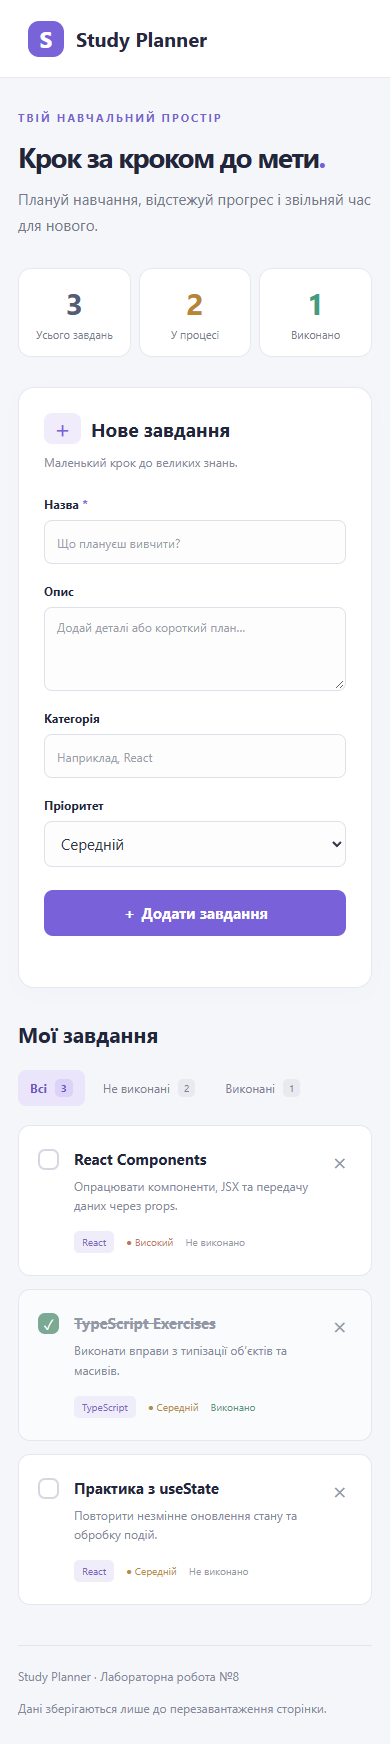 S Study Planner
ТВІЙ НАВЧАЛЬНИЙ ПРОСТІР
Крок за кроком до мети.
Плануй навчання, відстежуй прогрес і звільняй час
для нового.
3
Усього завдань
2
У процесі
1
Виконано
+ Нове завдання
Маленький крок до великих знань.
Назва *
Що плануєш вивчити?
Опис
Додай деталі або короткий план...
Категорія
Наприклад, React
Пріоритет
Середній
+ Додати завдання
Мої завдання
Всі 3 Не виконані 2 Виконані 1
React Components ×
Опрацювати компоненти, JSX та передачу
даних через props.
React • Високий Не виконано
✓ TypeScript Exercises ×
Виконати вправи з типізації об'єктів та
масивів.
TypeScript • Середній Виконано
Практика з useState ×
Повторити незмінне оновлення стану та
обробку подій.
React • Середній Не виконано
Study Planner · Лабораторна робота №8
Дані зберігаються лише до перезавантаження сторінки.